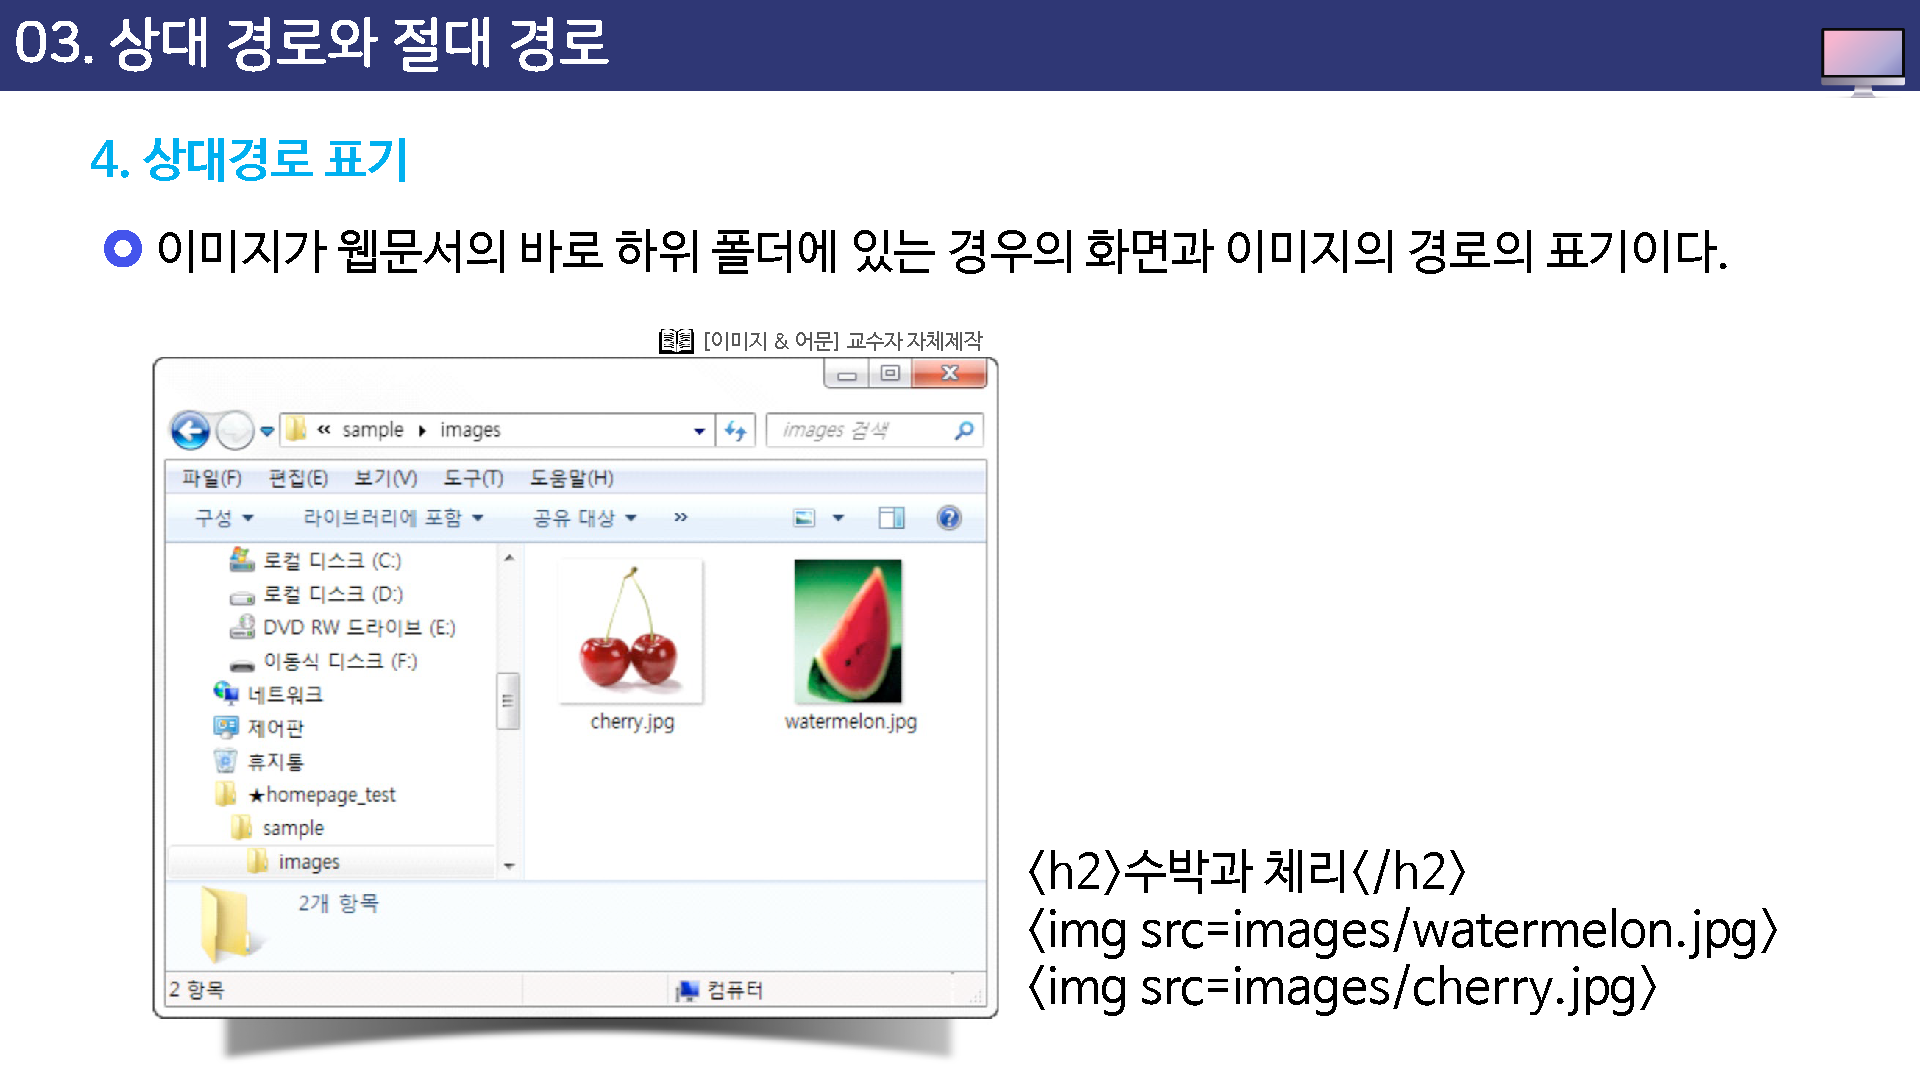 03. 상대 경로와 절대 경로
4. 상대경로 표기
이미지가 웹문서의 바로 하위 폴더에 있는 경우의 화면과 이미지의 경로의 표기이다.
[이미지 & 어문] 교수자 자체제작
« sample ▸ images
images 검색
파일(F) 편집(E) 보기(V) 도구(T) 도움말(H)
구성 라이브러리에 포함 공유 대상 »
로컬 디스크 (C:)
로컬 디스크 (D:)
DVD RW 드라이브 (E:)
이동식 디스크 (F:)
네트워크
제어판
휴지통
★homepage_test
sample
images
cherry.jpg
watermelon.jpg
2개 항목
2 항목
컴퓨터
<h2>수박과 체리</h2>
<img src=images/watermelon.jpg>
<img src=images/cherry.jpg>